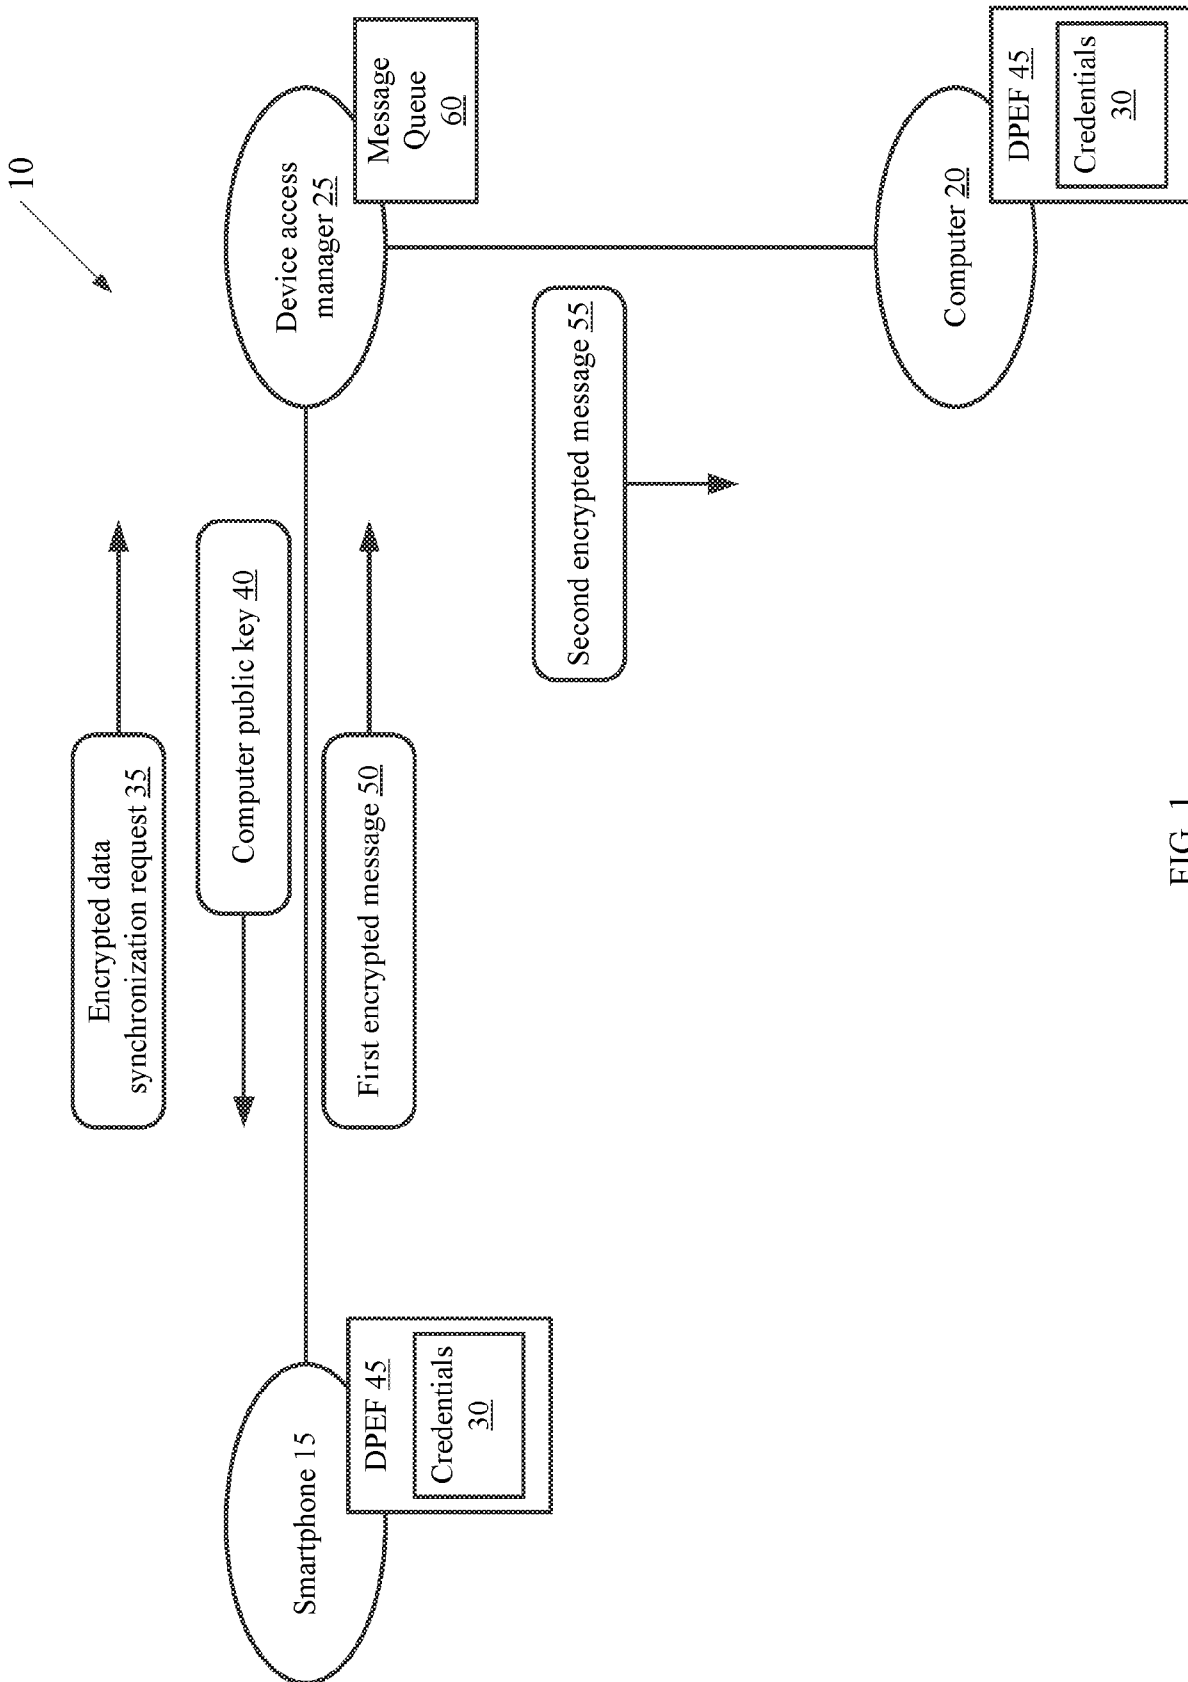 10
Encrypted data
synchronization request 35
Computer public key 40
First encrypted message 50
Smartphone 15
DPEF 45
Credentials
30
Device access
manager 25
Message
Queue
60
Second encrypted message 55
Computer 20
DPEF 45
Credentials
30
FIG. 1